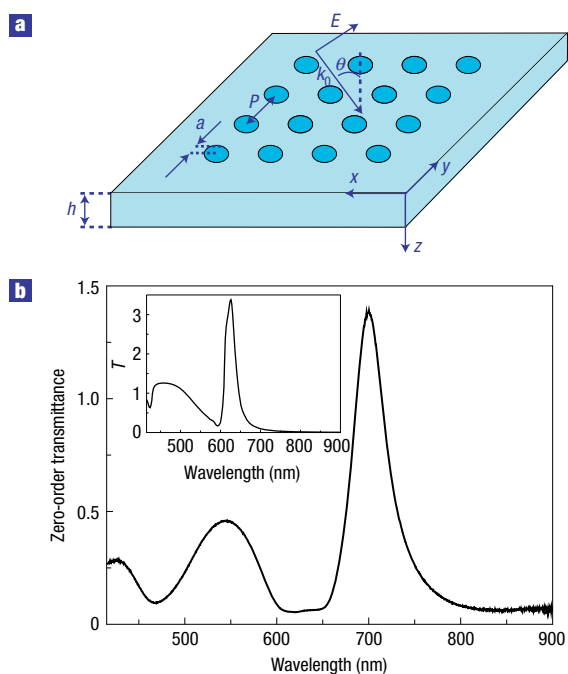 a
E
θ
k0
P
a
x
y
h
z
b
1.5
1.0
0.5
0
Zero-order transmittance
3
2
1
0
T
500 600 700 800 900
Wavelength (nm)
500 600 700 800 900
Wavelength (nm)